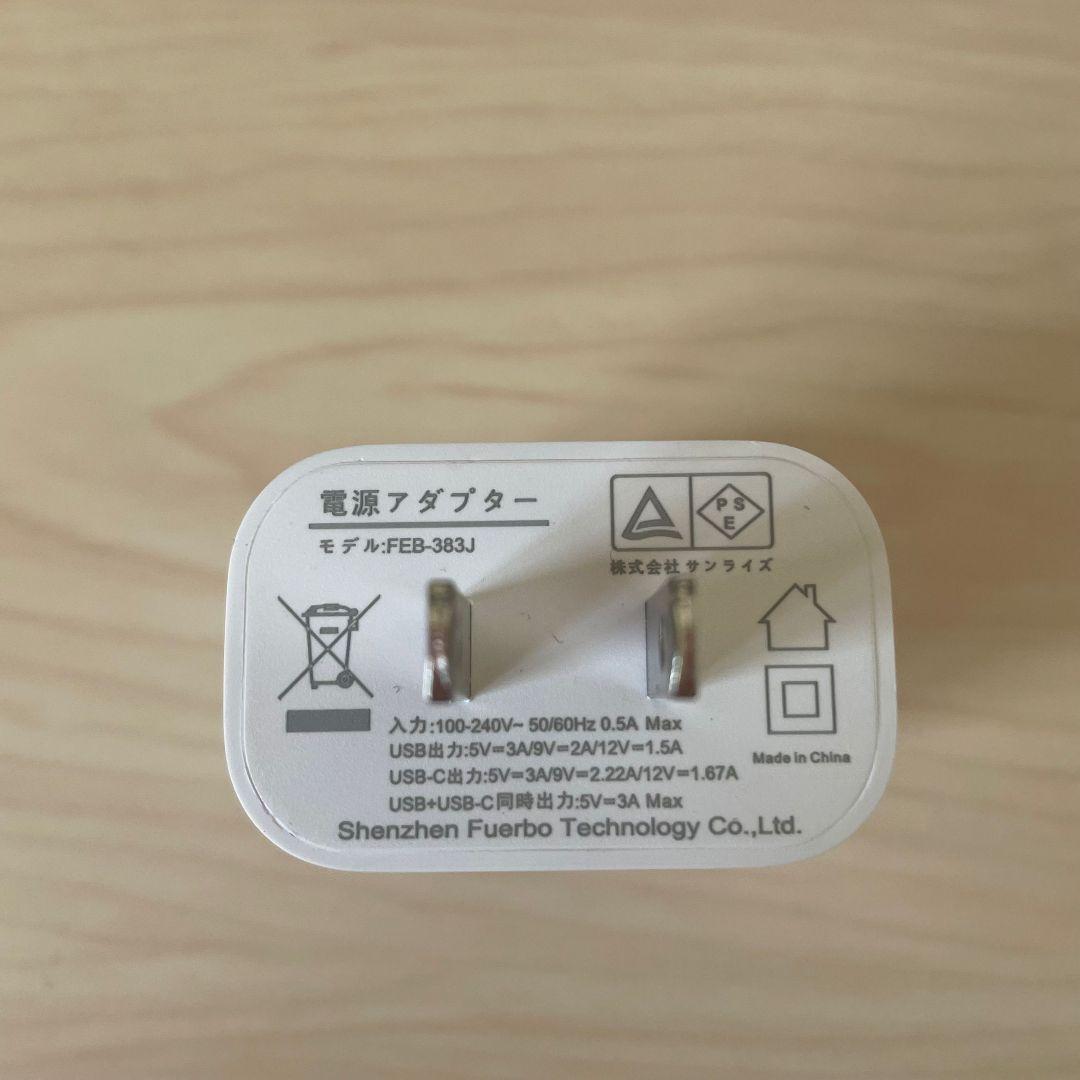 電源アダプター
モデル:FEB-383J
PSE
株式会社サンライズ
入力:100-240V~ 50/60Hz 0.5A Max
USB出力:5V=3A/9V=2A/12V=1.5A
USB-C出力:5V=3A/9V=2.22A/12V=1.67A
USB+USB-C同時出力:5V=3A Max
Made in China
Shenzhen Fuerbo Technology Co.,Ltd.